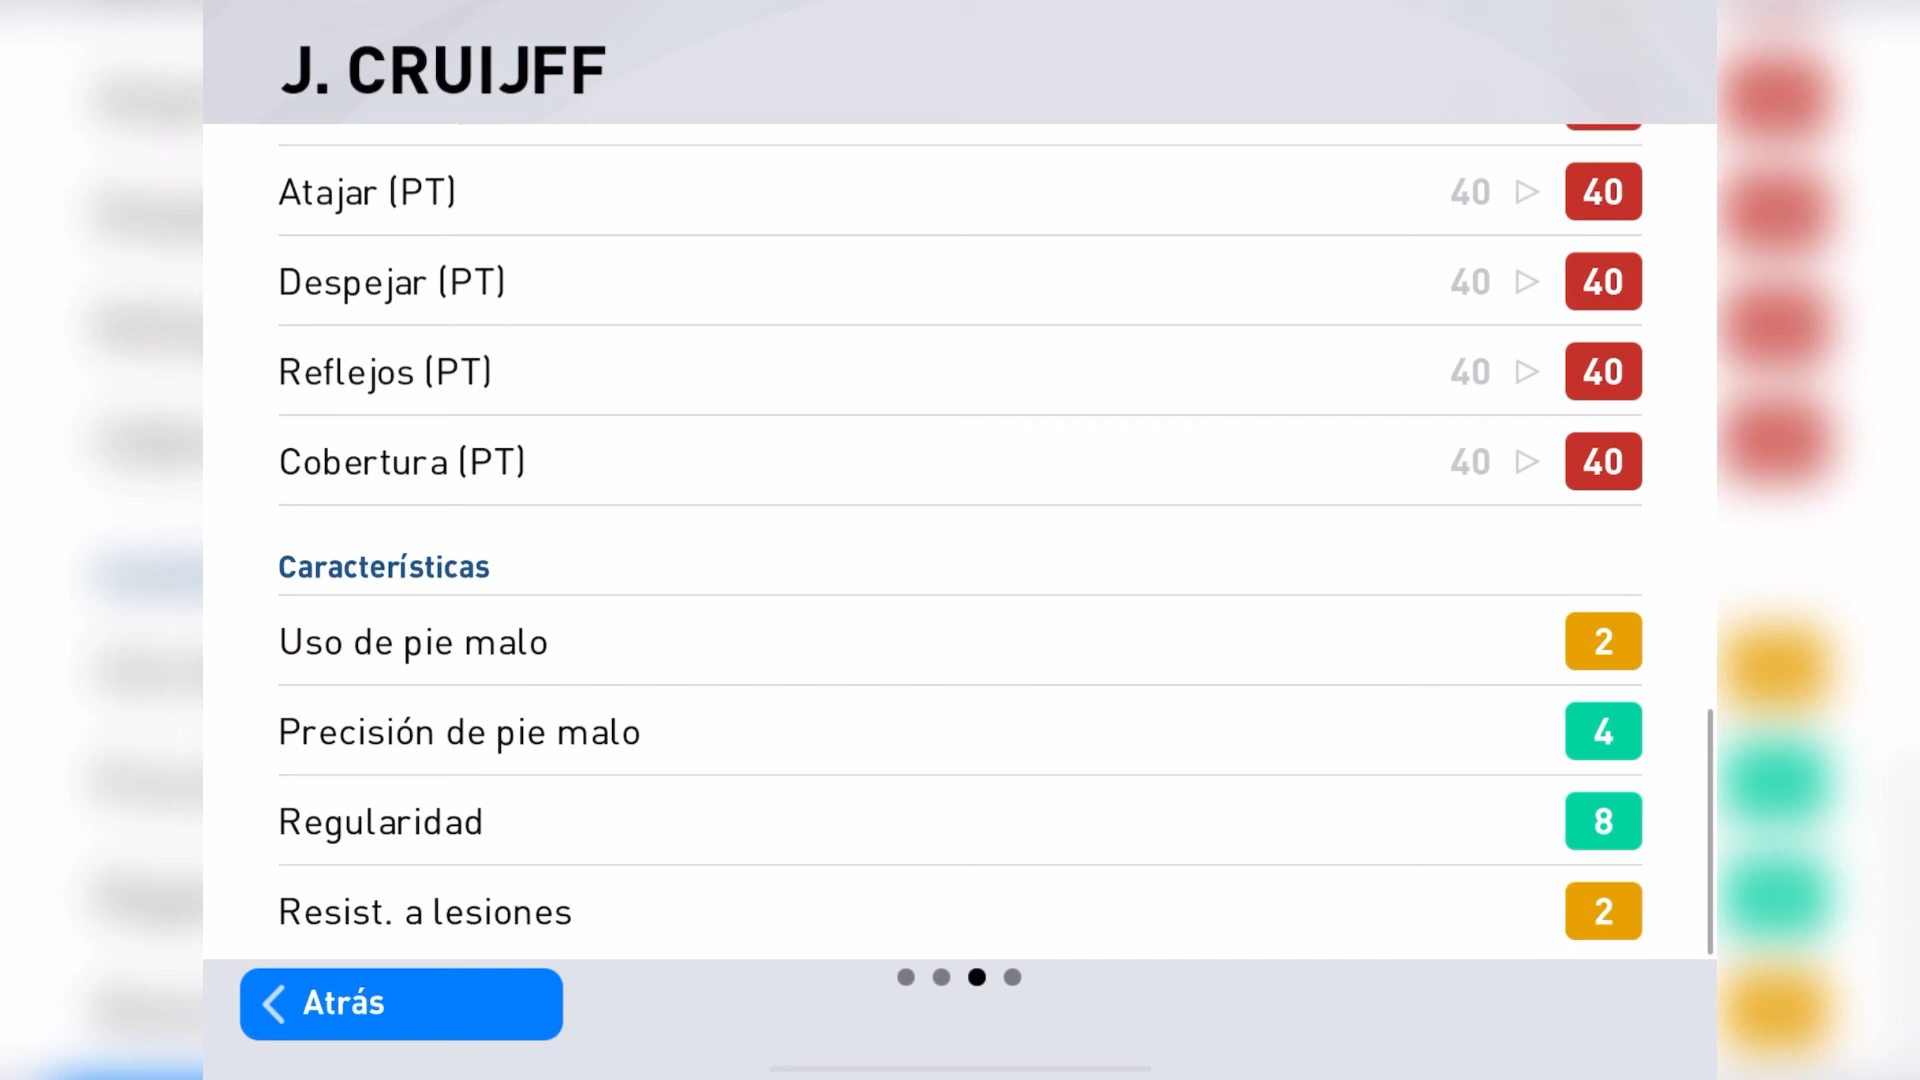 J. CRUIJFF
Atajar (PT) 40 ▷ 40
Despejar (PT) 40 ▷ 40
Reflejos (PT) 40 ▷ 40
Cobertura (PT) 40 ▷ 40
Características
Uso de pie malo 2
Precisión de pie malo 4
Regularidad 8
Resist. a lesiones 2
Atrás